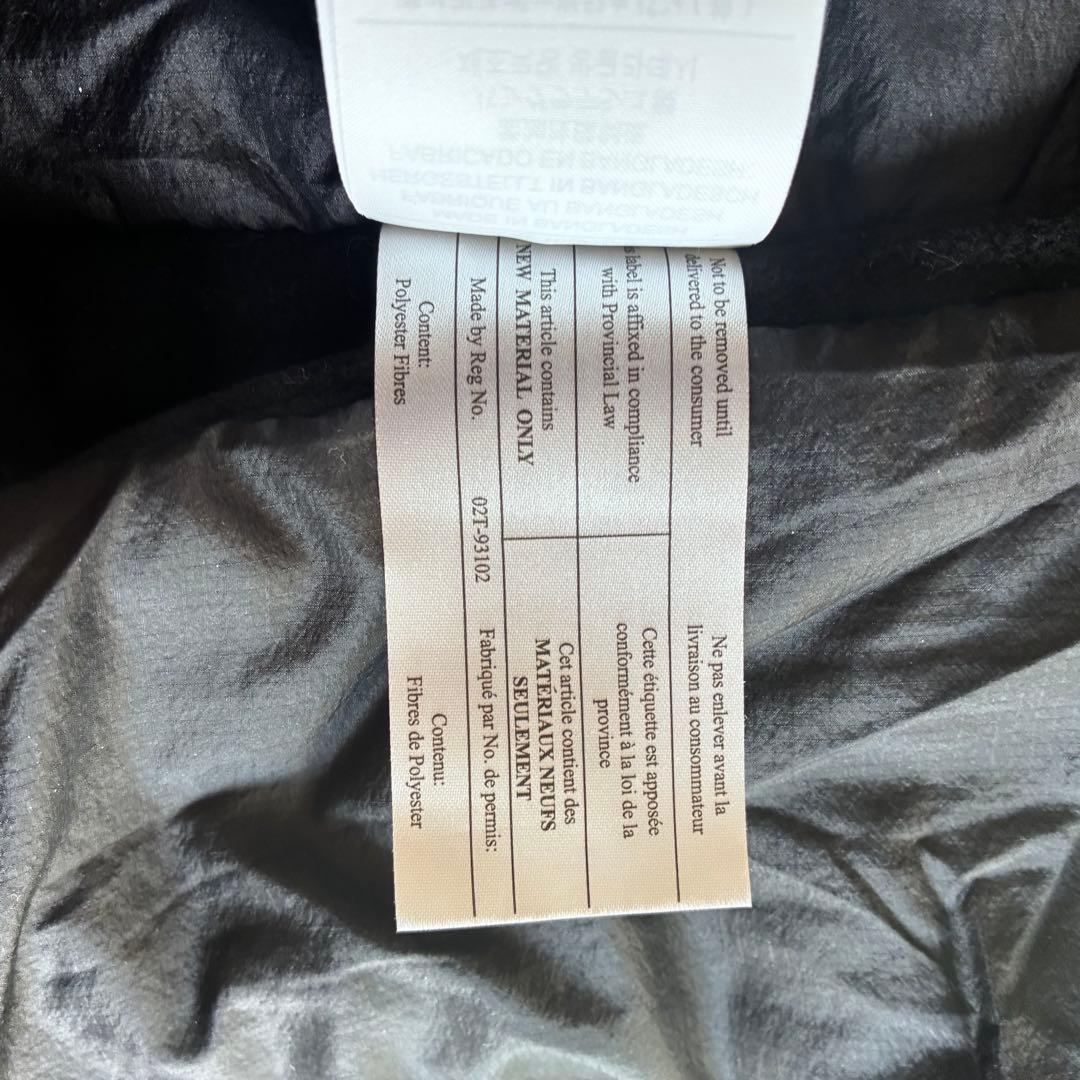 FABRICADO EN BANGLADESH.
HERGESTELLT IN BANGLADESCH
FABRIQUE AU BANGLADESH
MADE IN BANGLADESH
Not to be removed until
delivered to the consumer
Ne pas enlever avant la
livraison au consommateur
label is affixed in compliance
with Provincial Law
Cette étiquette est apposée
conformément à la loi de la
province
This article contains
NEW MATERIAL ONLY
Cet article contient des
MATÉRIAUX NEUFS
SEULEMENT
Made by Reg No. 02T-93102 Fabriqué par No. de permis:
Content:
Polyester Fibres
Contenu:
Fibres de Polyester